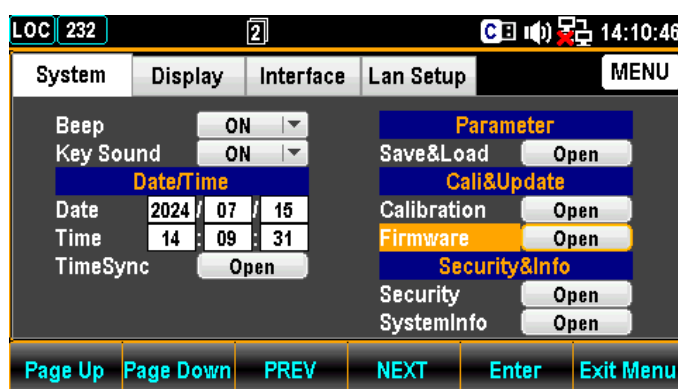 LOC 232 2 C 14:10:46
System Display Interface Lan Setup MENU
Beep ON
Key Sound ON
Date/Time
Date 2024 / 07 / 15
Time 14 : 09 : 31
TimeSync Open
Parameter
Save&Load Open
Cali&Update
Calibration Open
Firmware Open
Security&Info
Security Open
SystemInfo Open
Page Up Page Down PREV NEXT Enter Exit Menu